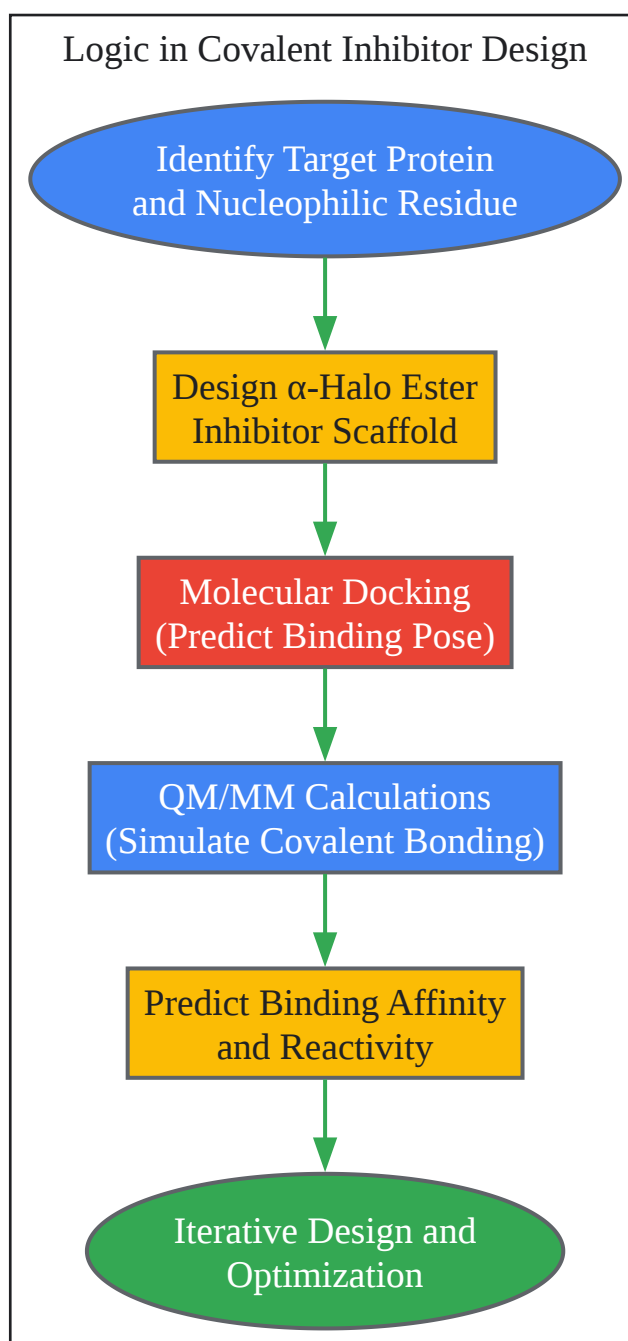 Logic in Covalent Inhibitor Design
Identify Target Protein
and Nucleophilic Residue
Design α-Halo Ester
Inhibitor Scaffold
Molecular Docking
(Predict Binding Pose)
QM/MM Calculations
(Simulate Covalent Bonding)
Predict Binding Affinity
and Reactivity
Iterative Design and
Optimization